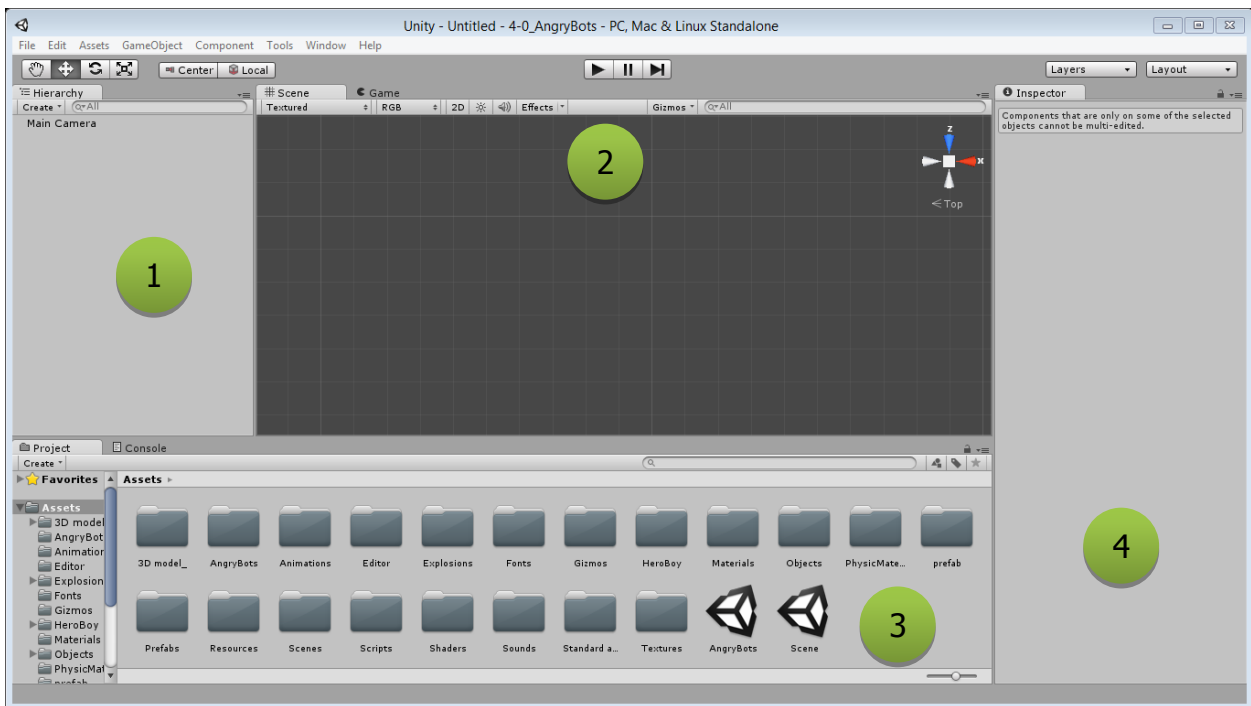 Unity - Untitled - 4-0_AngryBots - PC, Mac & Linux Standalone
File Edit Assets GameObject Component Tools Window Help
Center Local Layers Layout
Hierarchy
Create All
Main Camera
1
Scene Game
Textured RGB 2D Effects Gizmos All
2
z
x
Top
Inspector
Components that are only on some of the selected
objects cannot be multi-edited.
4
Project Console
Create
Favorites
Assets
3D model
AngryBot
Animation
Editor
Explosion
Fonts
Gizmos
HeroBoy
Materials
Objects
PhysicMat
prefab
Assets
3D model_ AngryBots Animations Editor Explosions Fonts Gizmos HeroBoy Materials Objects PhysicMate... prefab
Prefabs Resources Scenes Scripts Shaders Sounds Standard a... Textures AngryBots Scene
3